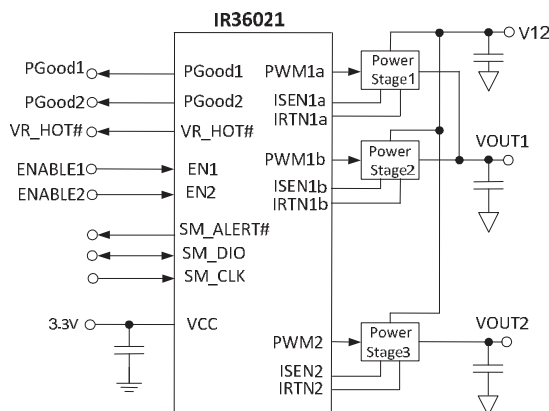 IR36021
V12
PGood1
PGood1
PWM1a
Power
Stage1
PGood2
PGood2
ISEN1a
VR_HOT#
VR_HOT#
IRTN1a
PWM1b
Power
Stage2
VOUT1
ENABLE1
EN1
ISEN1b
ENABLE2
EN2
IRTN1b
SM_ALERT#
SM_DIO
SM_CLK
3.3V
VCC
PWM2
Power
Stage3
VOUT2
ISEN2
IRTN2